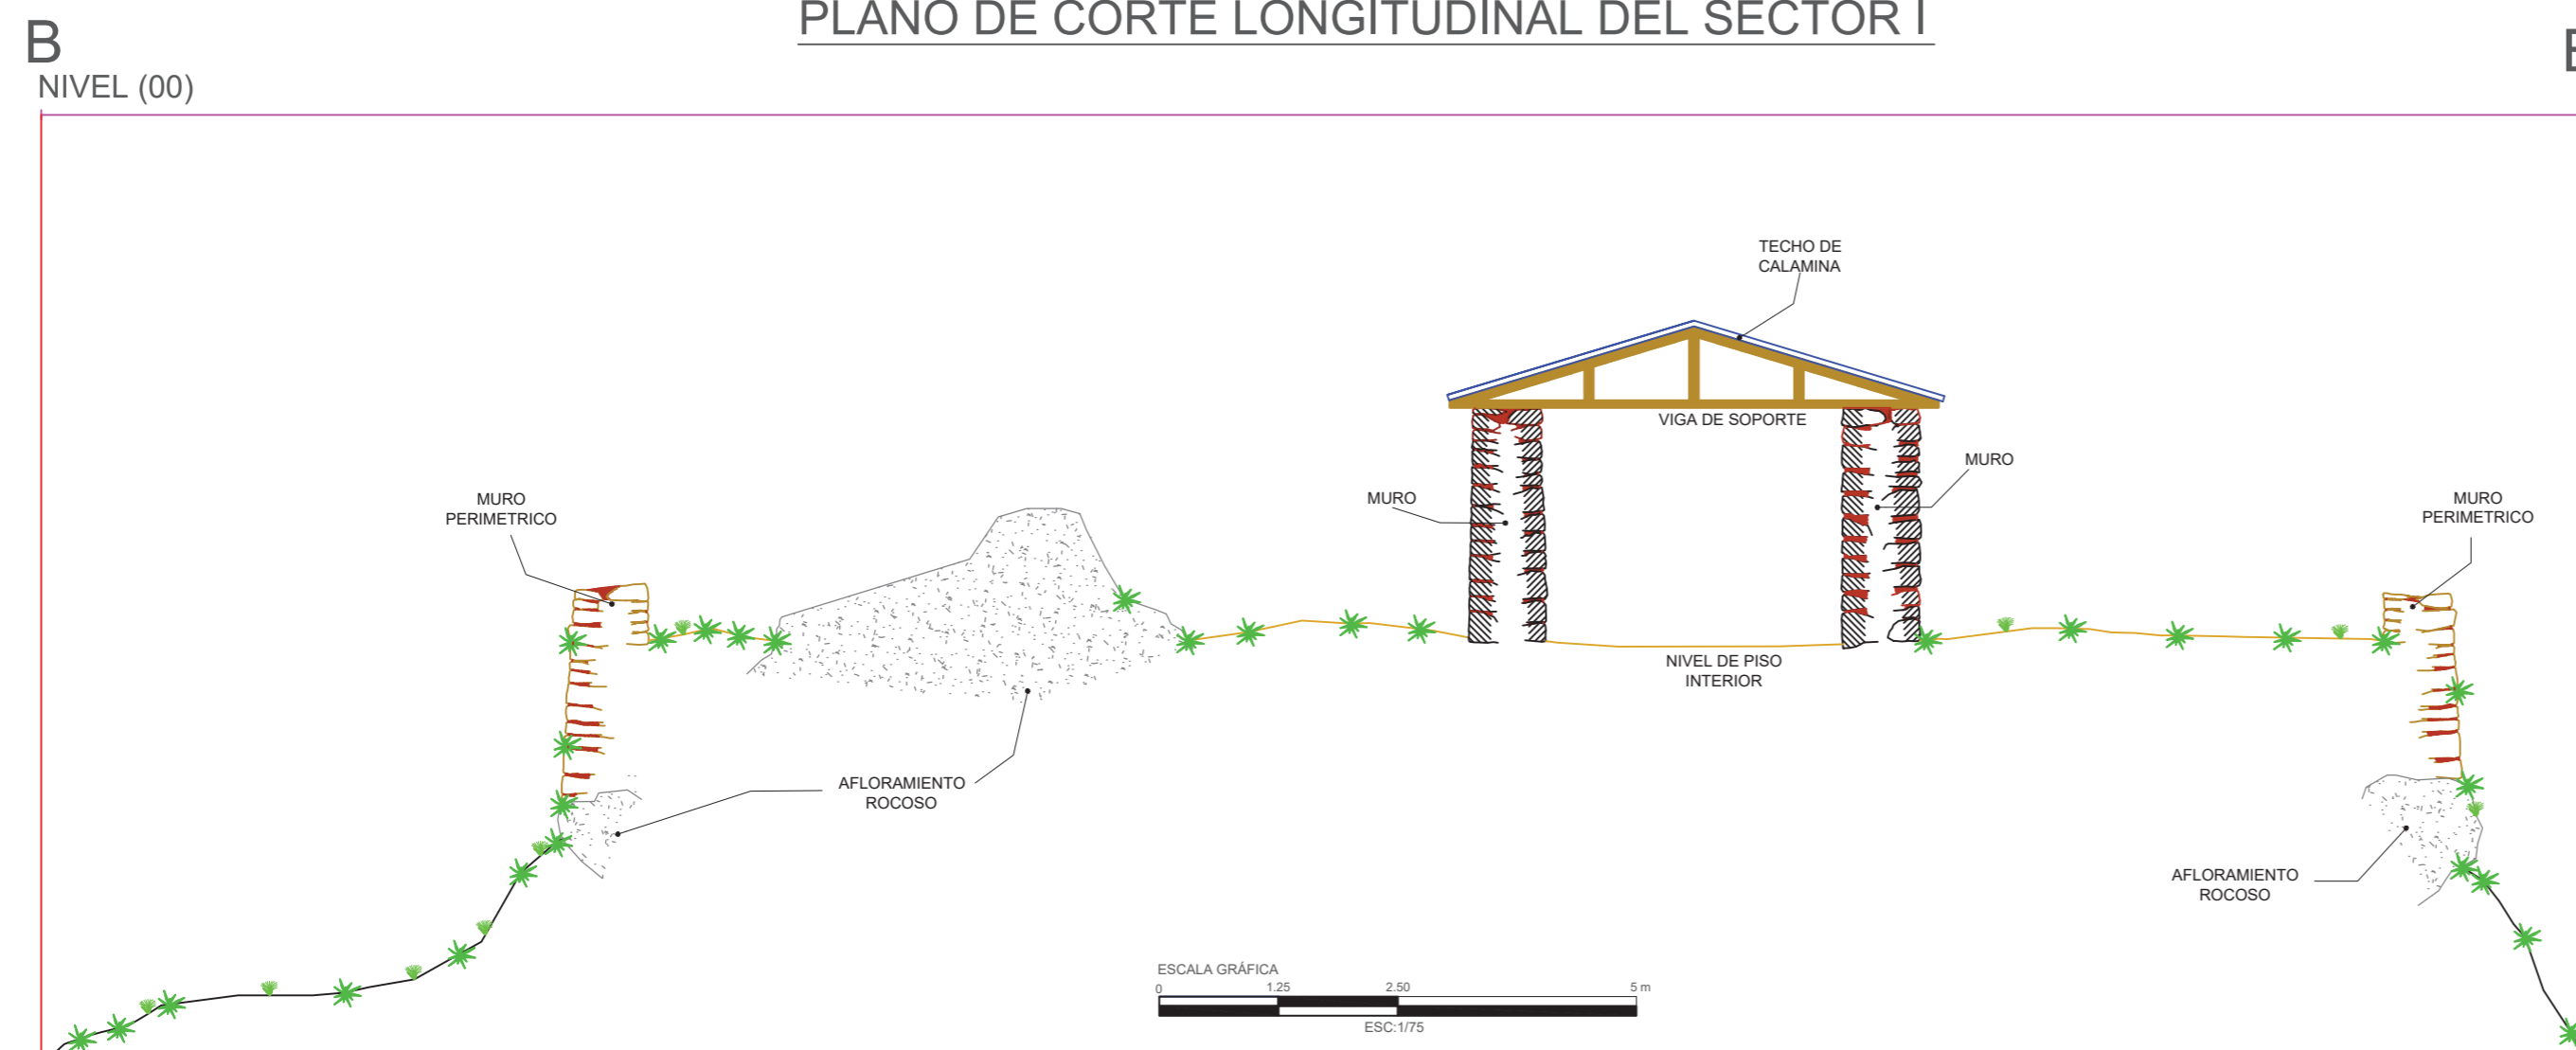 PLANO DE CORTE LONGITUDINAL DEL SECTOR I
B
NIVEL (00)
TECHO DE
CALAMINA
VIGA DE SOPORTE
MURO
MURO
MURO
PERIMETRICO
MURO
PERIMETRICO
NIVEL DE PISO
INTERIOR
AFLORAMIENTO
ROCOSO
AFLORAMIENTO
ROCOSO
ESCALA GRÁFICA
0 1.25 2.50 5 m
ESC:1/75